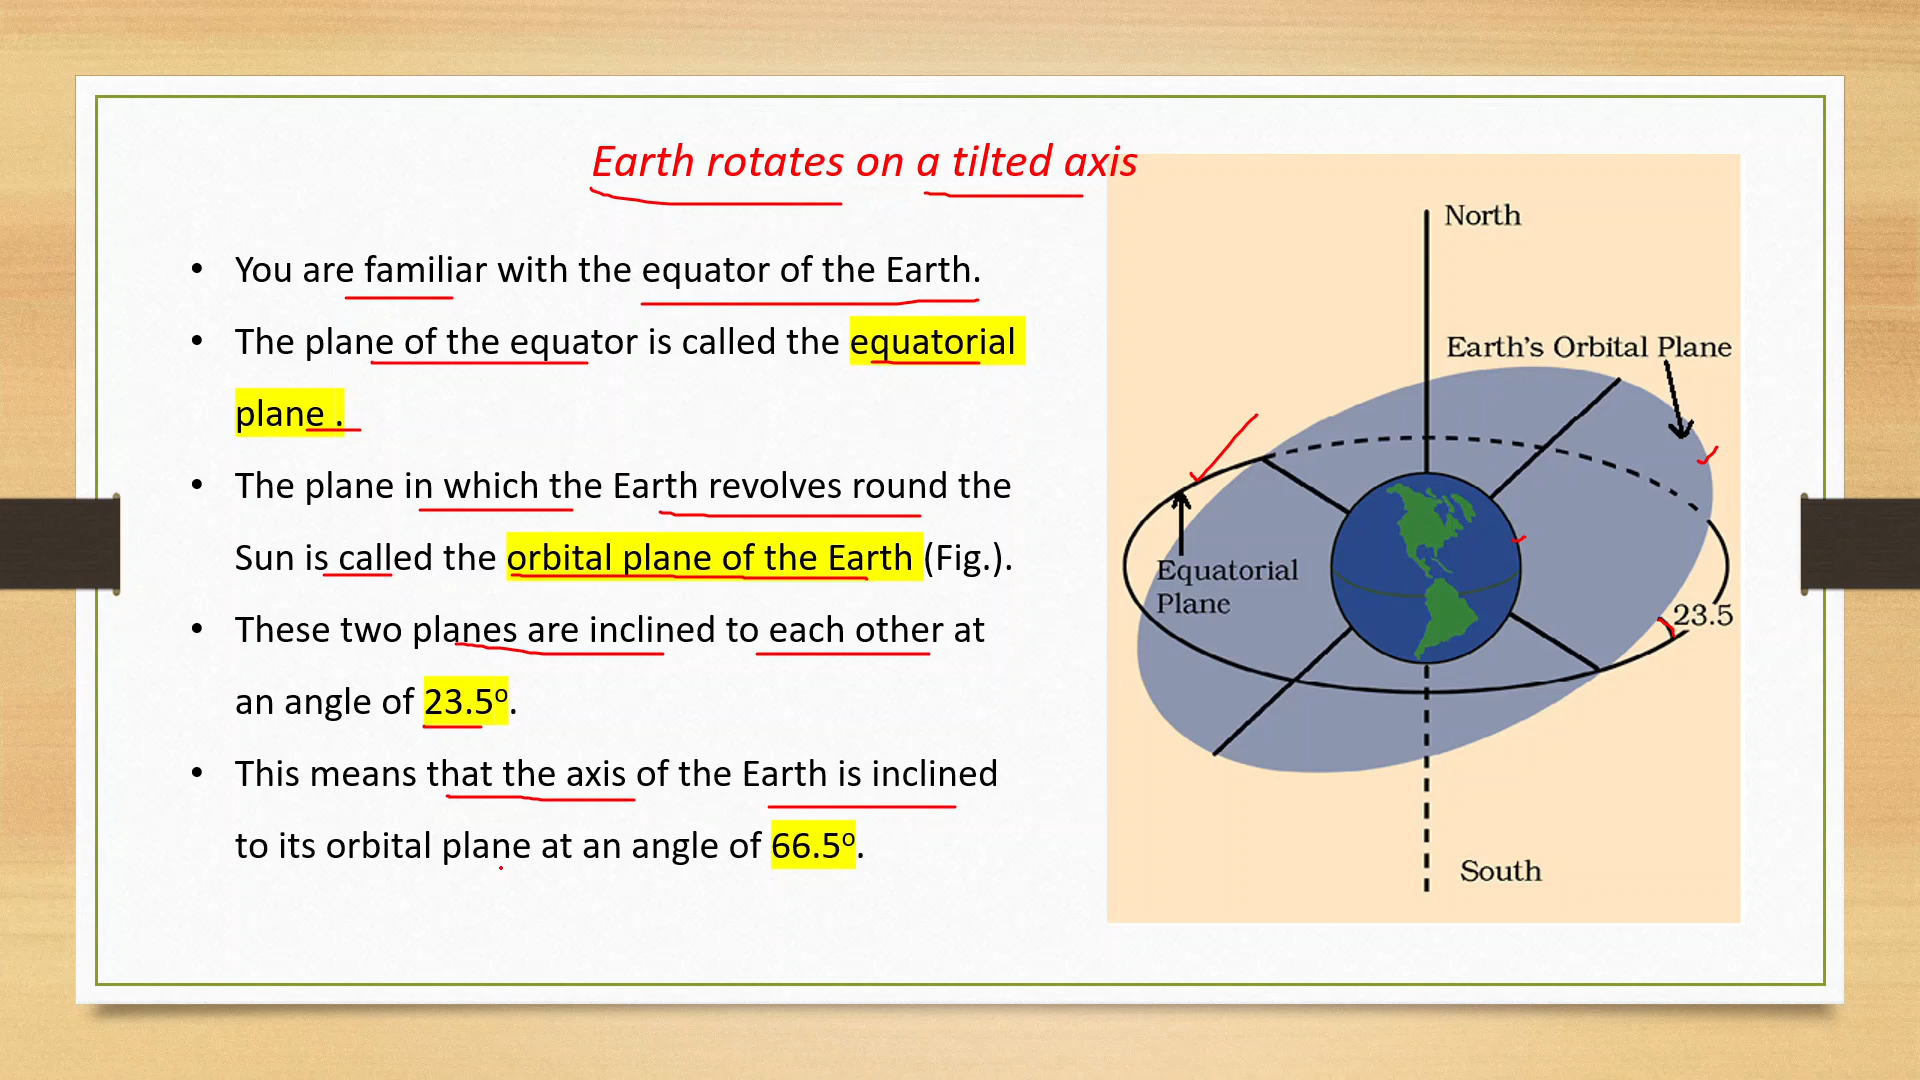 Earth rotates on a tilted axis
• You are familiar with the equator of the Earth.
• The plane of the equator is called the equatorial
plane .
• The plane in which the Earth revolves round the
Sun is called the orbital plane of the Earth (Fig.).
• These two planes are inclined to each other at
an angle of 23.5º.
• This means that the axis of the Earth is inclined
to its orbital plane at an angle of 66.5º.
North
Earth's Orbital Plane
Equatorial
Plane
23.5
South